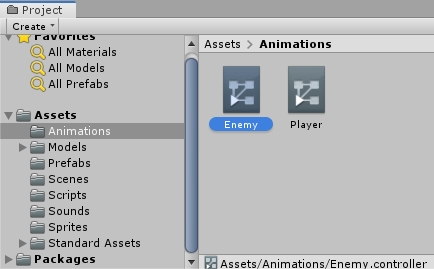 Project
Create
Favorites
All Materials
All Models
All Prefabs
Assets
Animations
Models
Prefabs
Scenes
Scripts
Sounds
Sprites
Standard Assets
Packages
Assets > Animations
Enemy
Player
Assets/Animations/Enemy.controller